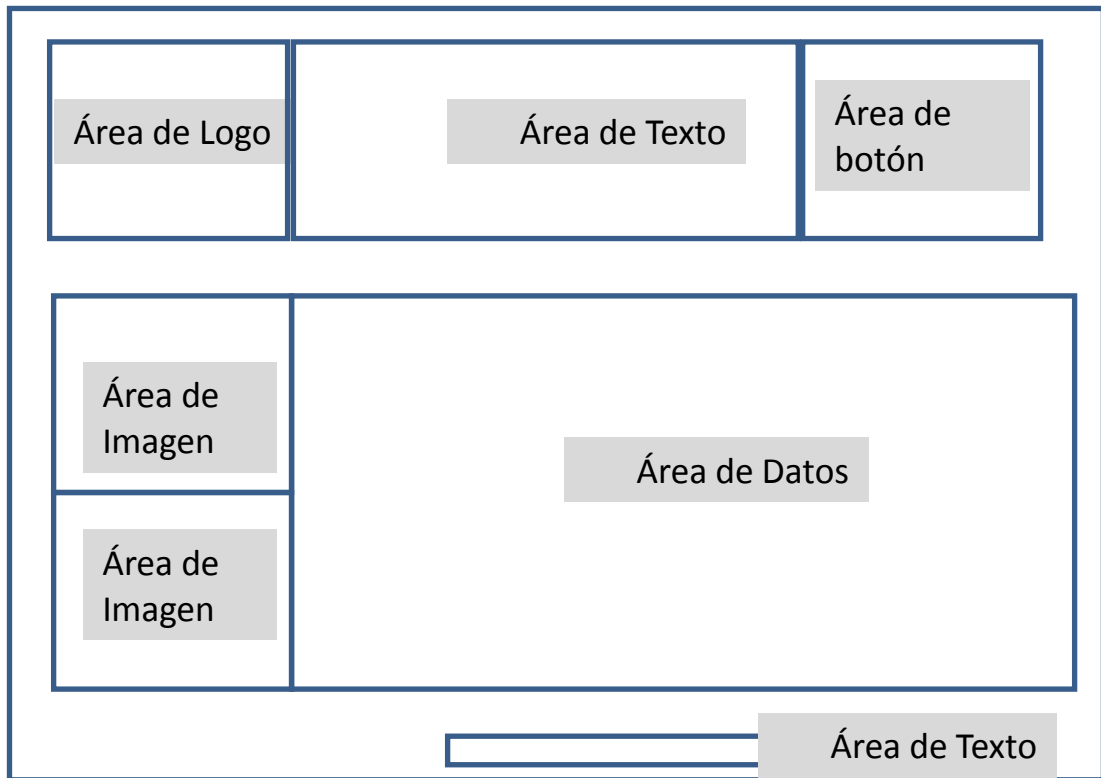 Área de Logo
Área de Texto
Área de
botón
Área de
Imagen
Área de Datos
Área de
Imagen
Área de Texto